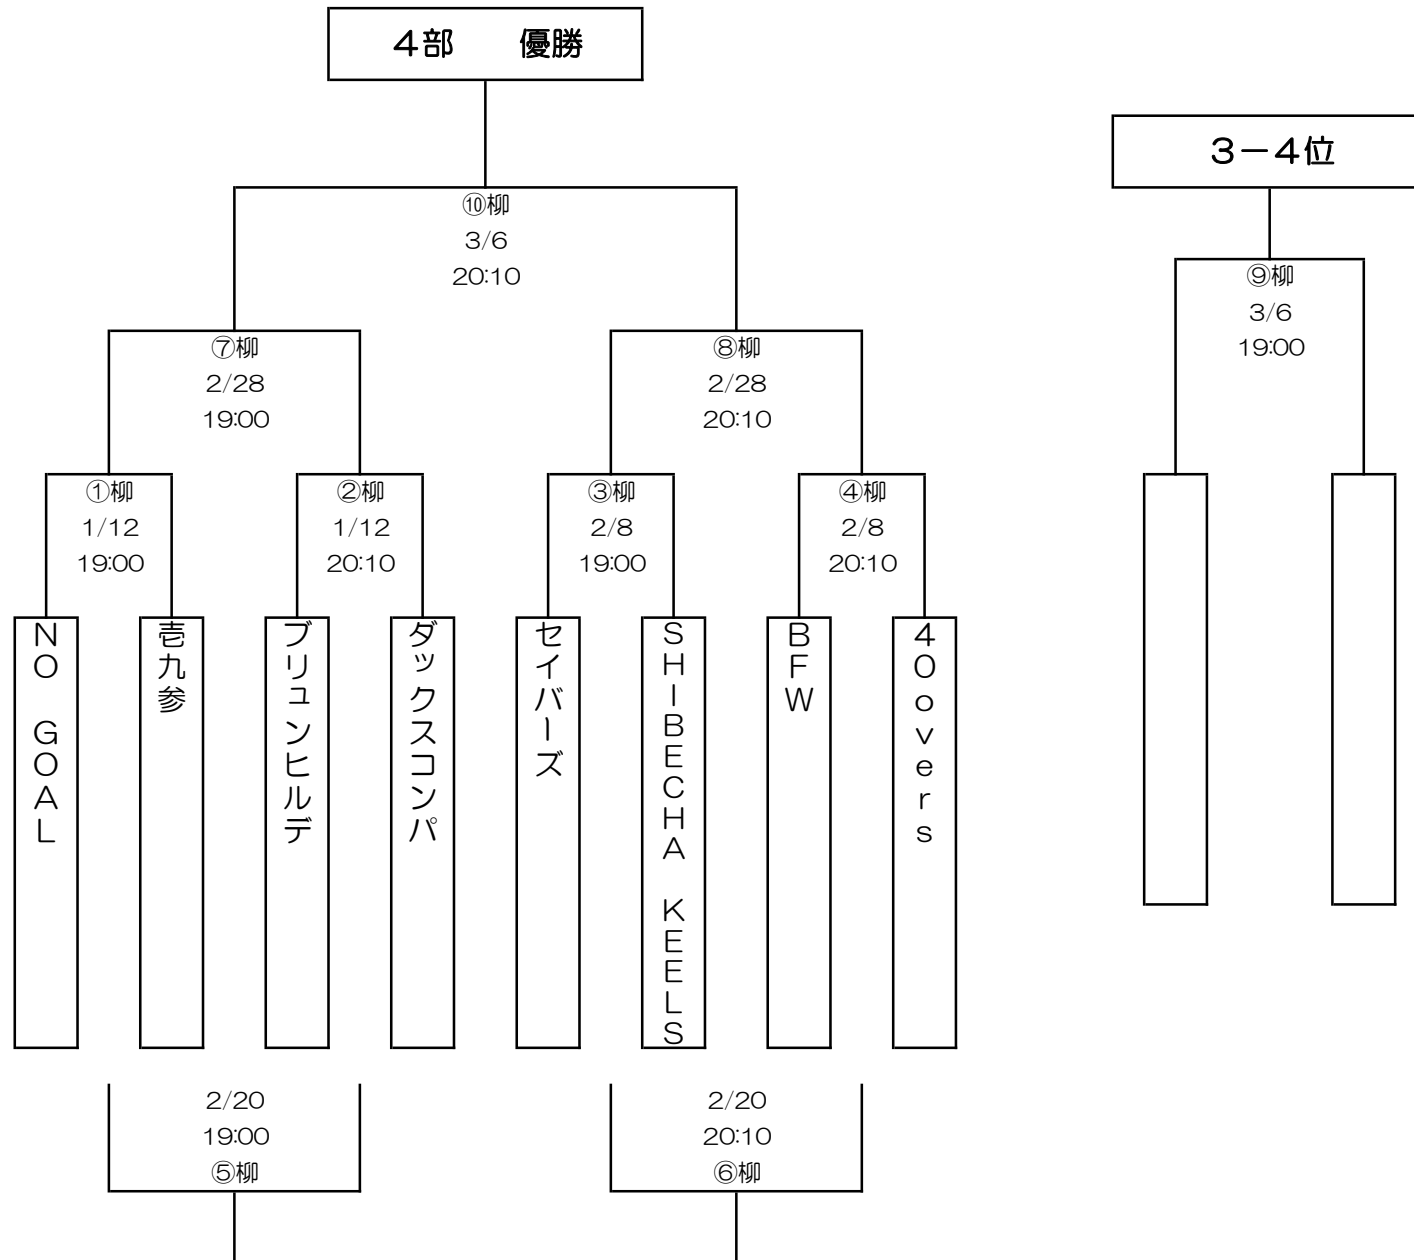 ４部　　優勝
３－４位
⑩柳
3/6
20:10
⑨柳
3/6
19:00
⑦柳
2/28
19:00
⑧柳
2/28
20:10
①柳
1/12
19:00
②柳
1/12
20:10
③柳
2/8
19:00
④柳
2/8
20:10
ＮＯ　ＧＯＡＬ
壱九参
ブリュンヒルデ
ダックスコンパ
セイバーズ
ＳＨＩＢＥＣＨＡ　ＫＥＥＬＳ
ＢＦＷ
４０ｏｖｅｒｓ
2/20
19:00
⑤柳
2/20
20:10
⑥柳